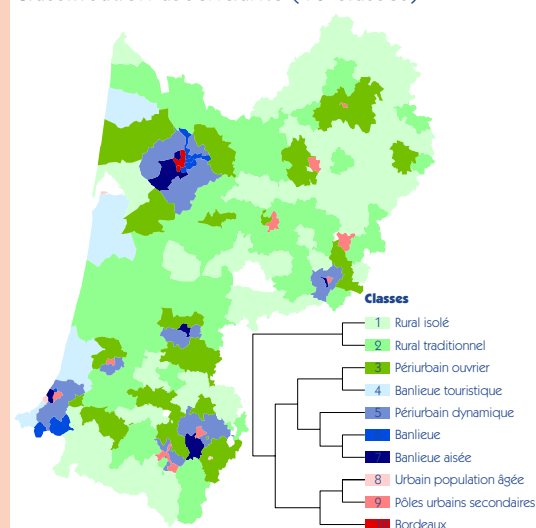 Classes
1 Rural isolé
2 Rural traditionnel
3 Périurbain ouvrier
4 Banlieue touristique
5 Périurbain dynamique
Banlieue
7 Banlieue aisée
8 Urbain population âgée
9 Pôles urbains secondaires
Bordeaux